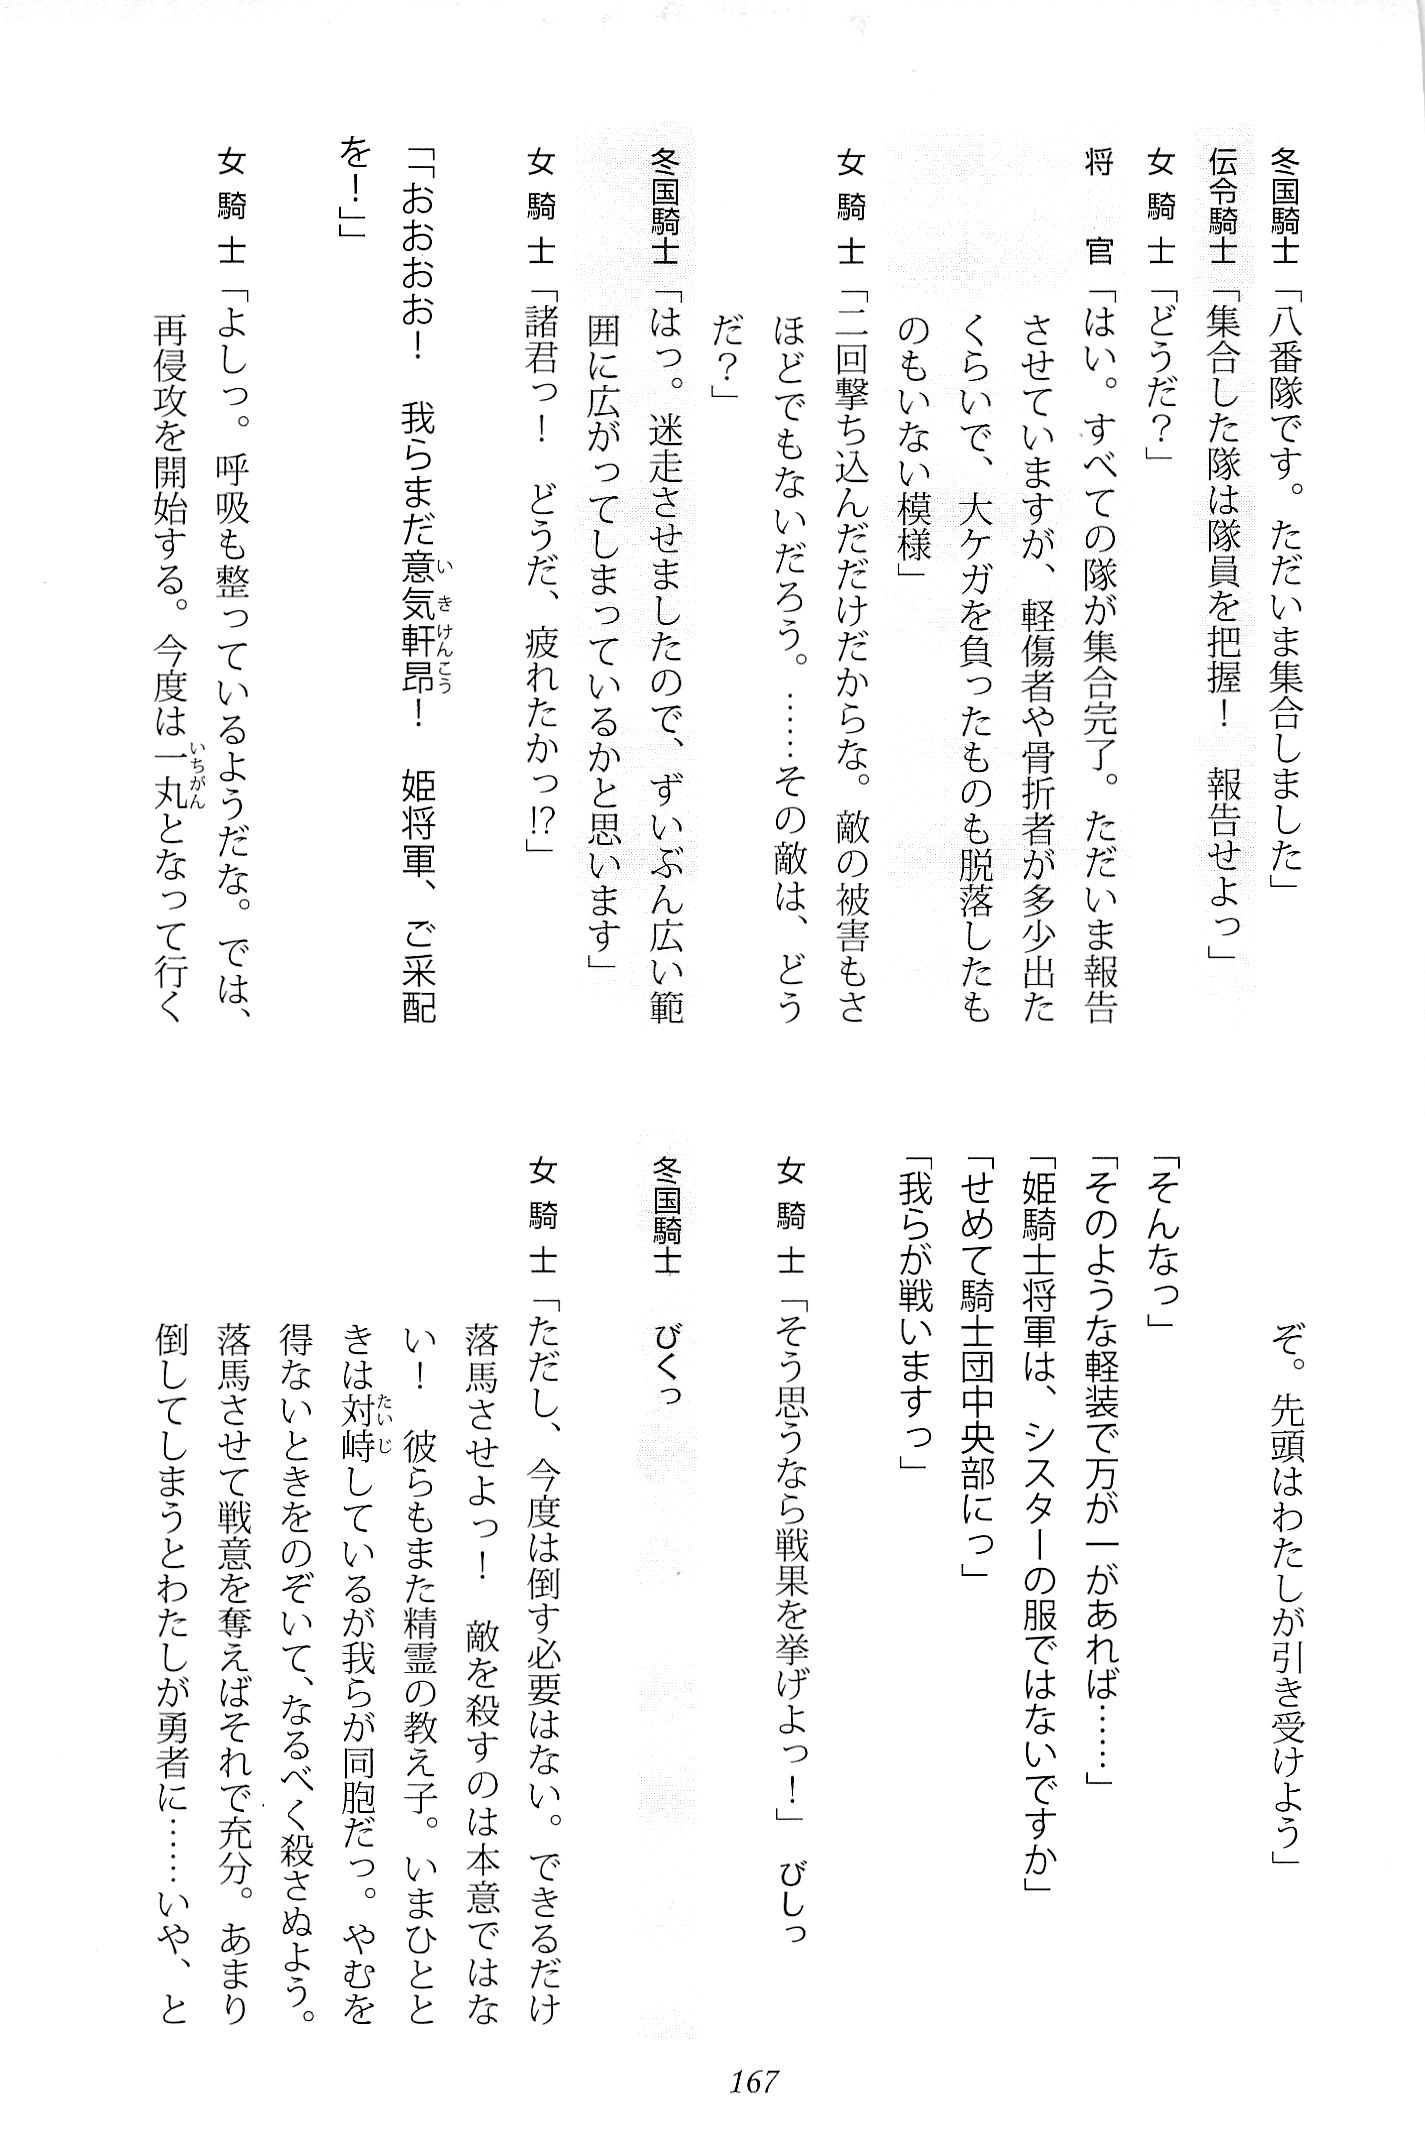 冬国騎士「八番隊です。ただいま集合しました」
伝令騎士「集合した隊は隊員を把握!　報告せよっ」
女騎士「どうだ?」
将官「はい。すべての隊が集合完了。ただいま報告
させていますが、軽傷者や骨折者が多少出た
くらいで、大ケガを負ったものも脱落したも
のもいない模様」
女騎士「二回撃ち込んだだけだからな。敵の被害もさ
ほどでもないだろう。……その敵は、どう
だ?」
冬国騎士「はっ。迷走させましたので、ずいぶん広い範
囲に広がってしまっているかと思います」
女騎士「諸君っ!　どうだ、疲れたかっ!?」
「「おおおお!　我らまだ意気軒昂!　姫将軍、ご采配
を!」」
女騎士「よしっ。呼吸も整っているようだな。では、
再侵攻を開始する。今度は一丸となって行く
ぞ。先頭はわたしが引き受けよう」
「そんなっ」
「そのような軽装で万が一があれば……」
「姫騎士将軍は、シスターの服ではないですか」
「せめて騎士団中央部にっ」
「我らが戦いますっ」
女騎士「そう思うなら戦果を挙げよっ!」　びしっ
冬国騎士　びくっ
女騎士「ただし、今度は倒す必要はない。できるだけ
落馬させよっ!　敵を殺すのは本意ではな
い!　彼らもまた精霊の教え子。いまひとと
きは対峙しているが我らが同胞だっ。やむを
得ないときをのぞいて、なるべく殺さぬよう。
落馬させて戦意を奪えばそれで充分。あまり
倒してしまうとわたしが勇者に……いや、と
167